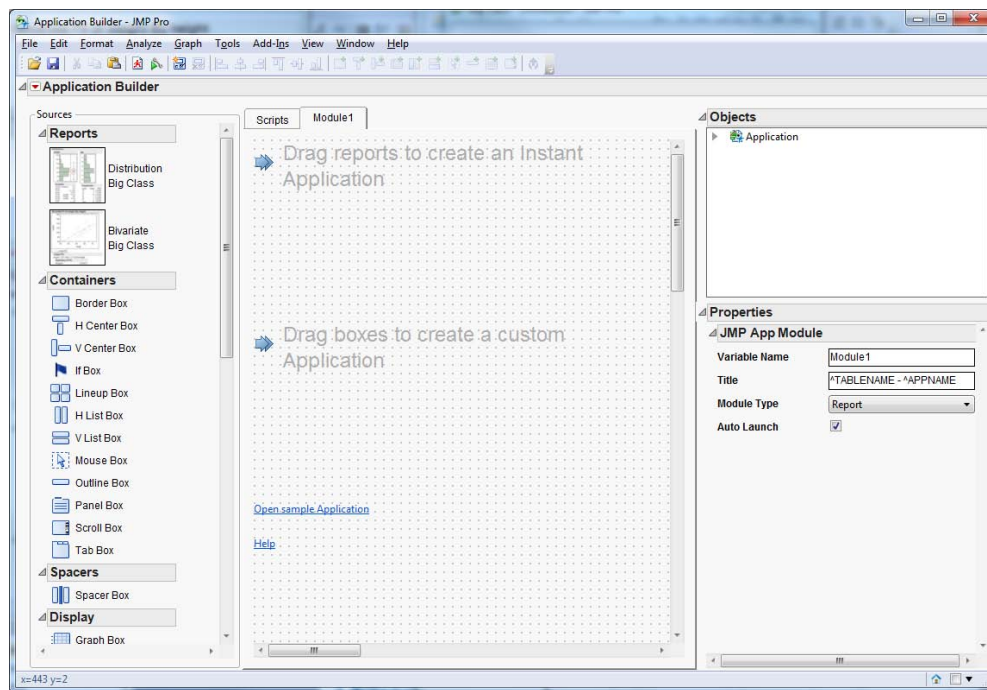 Application Builder - JMP Pro
File Edit Format Analyze Graph Tools Add-Ins View Window Help
Application Builder
Sources
Reports
Distribution
Big Class
Bivariate
Big Class
Containers
Border Box
H Center Box
V Center Box
If Box
Lineup Box
H List Box
V List Box
Mouse Box
Outline Box
Panel Box
Scroll Box
Tab Box
Spacers
Spacer Box
Display
Graph Box
Scripts Module1
Drag reports to create an Instant
Application
Drag boxes to create a custom
Application
Open sample Application
Help
Objects
Application
Properties
JMP App Module
Variable Name Module1
Title ^TABLENAME - ^APPNAME
Module Type Report
Auto Launch
x=443 y=2